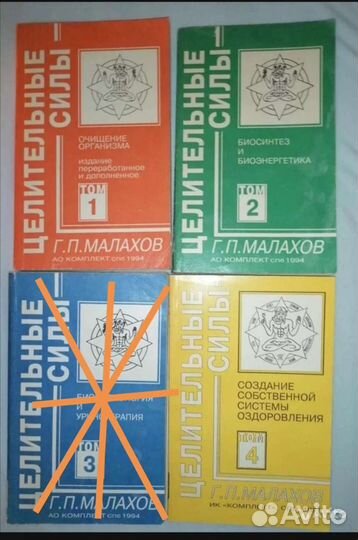 ЦЕЛИТЕЛЬНЫЕ
СИЛЫ
ОЧИЩЕНИЕ
ОРГАНИЗМА
издание
переработанное
и дополненное
ТОМ
1
Г.П.МАЛАХОВ
АО КОМПЛЕКТ СПб 1994
ЦЕЛИТЕЛЬНЫЕ
СИЛЫ
БИОСИНТЕЗ
И
БИОЭНЕРГЕТИКА
ТОМ
2
Г.П.МАЛАХОВ
АО КОМПЛЕКТ СПб 1994
ЦЕЛИТЕЛЬНЫЕ
СИЛЫ
И
ТОМ
3
Г.П.МАЛАХОВ
АО КОМПЛЕКТ СПб 1994
ЦЕЛИТЕЛЬНЫЕ
СИЛЫ
СОЗДАНИЕ
СОБСТВЕННОЙ
СИСТЕМЫ
ОЗДОРОВЛЕНИЯ
ТОМ
4
Г.П.МАЛАХОВ
ИК «КОМПЛЕКТ»
Avito